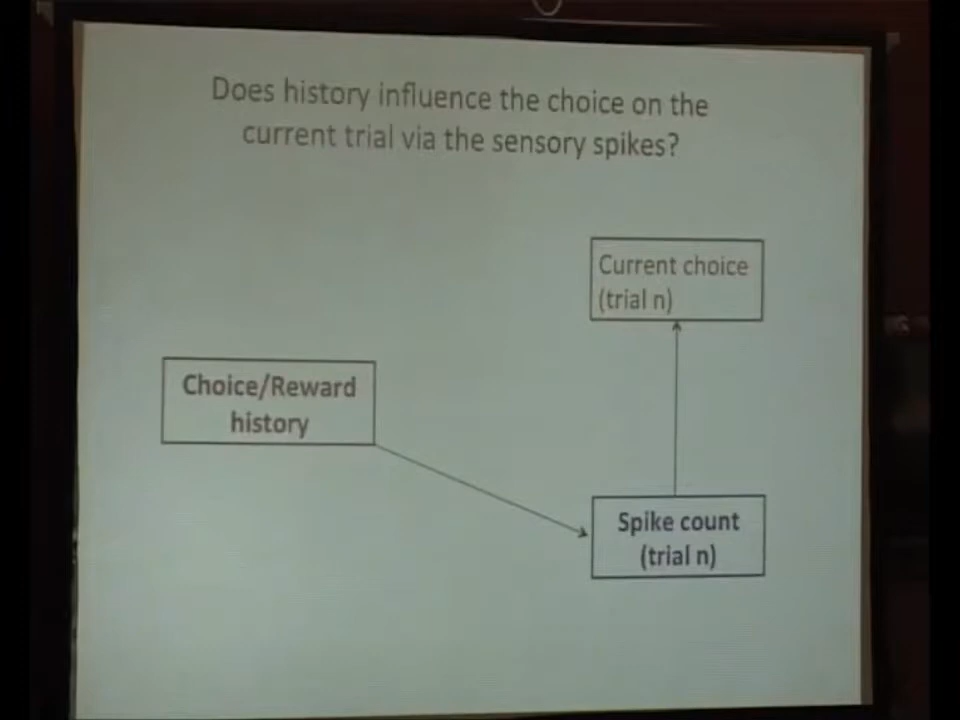 Does history influence the choice on the
current trial via the sensory spikes?
Current choice
(trial n)
Choice/Reward
history
Spike count
(trial n)